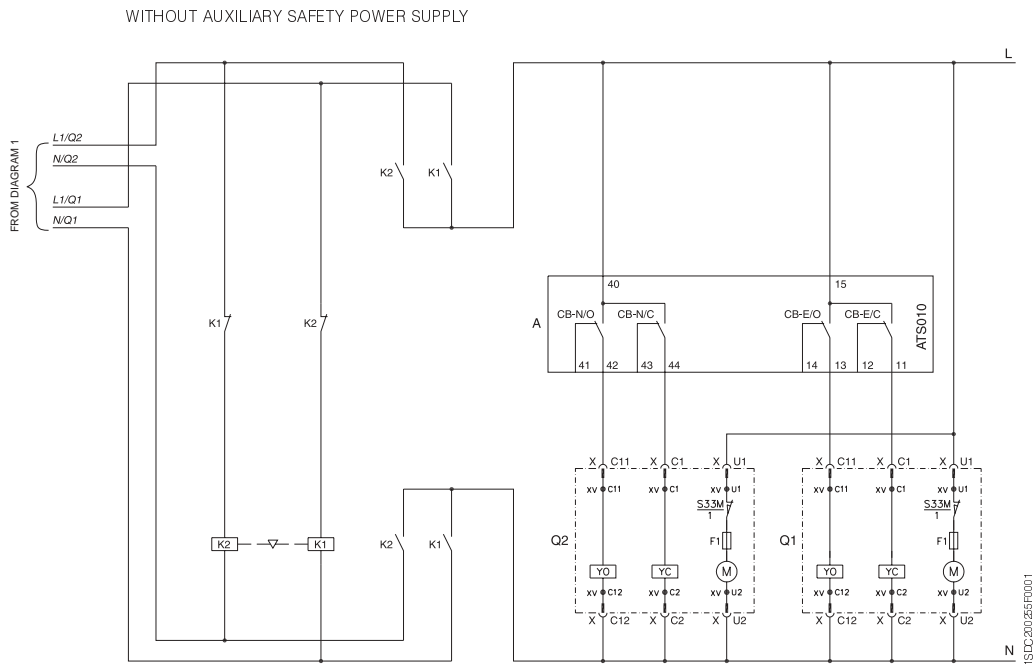 WITHOUT AUXILIARY SAFETY POWER SUPPLY
L
FROM DIAGRAM 1
L1/Q2
N/Q2
L1/Q1
N/Q1
K2 K1
40 15
A
K1 K2
CB-N/O CB-N/C CB-E/O CB-E/C
ATS010
41 42 43 44 14 13 12 11
X C11 X C1 X U1 X C11 X C1 X U1
XV C11 XV C1 XV U1 XV C11 XV C1 XV U1
S33M S33M
1 1
K2 K1 K2 K1
Q2 F1 Q1 F1
YO YC M YO YC M
XV C12 XV C2 XV U2 XV C12 XV C2 XV U2
X C12 X C2 X U2 X C12 X C2 X U2
N
1SDC200255F0001